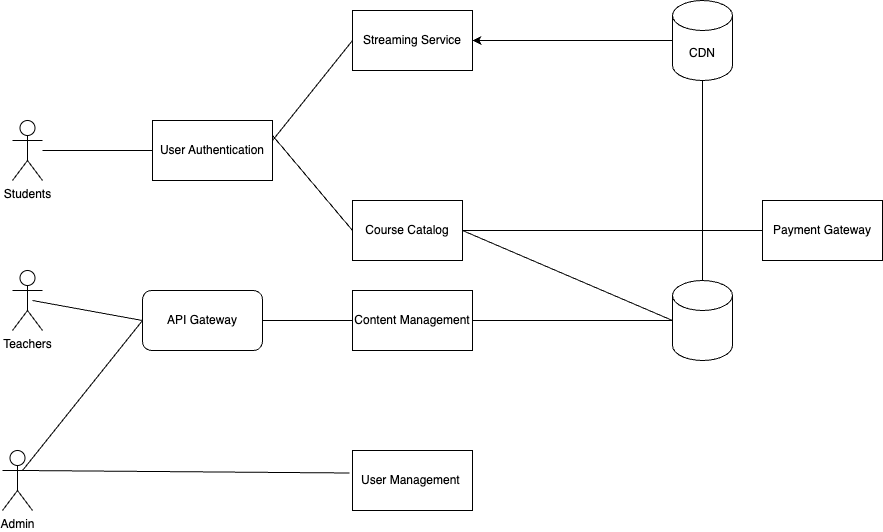 Streaming Service
CDN
User Authentication
Students
Course Catalog
Payment Gateway
API Gateway
Content Management
Teachers
User Management
Admin